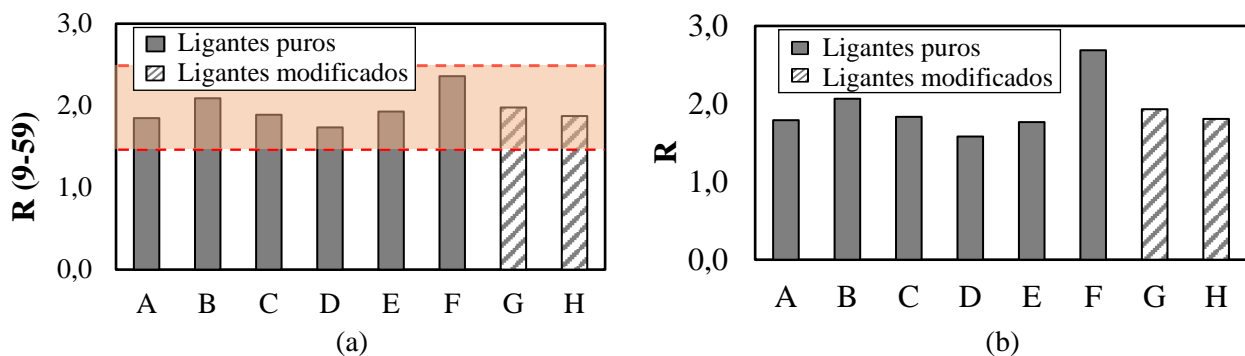 3,0
Ligantes puros
Ligantes modificados
2,0
1,0
0,0
R (9-59)
A B C D E F G H
(a)
3,0
Ligantes puros
Ligantes modificados
2,0
1,0
0,0
R
A B C D E F G H
(b)